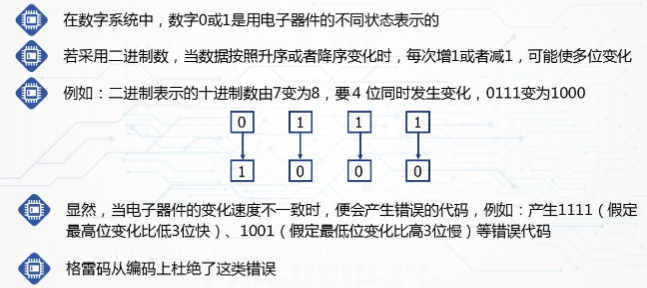 在数字系统中，数字0或1是用电子器件的不同状态表示的
若采用二进制数，当数据按照升序或者降序变化时，每次增1或者减1，可能使多位变化
例如：二进制表示的十进制数由7变为8，要4位同时发生变化，0111变为1000
0 1 1 1
1 0 0 0
显然，当电子器件的变化速度不一致时，便会产生错误的代码，例如：产生1111（假定
最高位变化比低3位快）、1001（假定最低位变化比高3位慢）等错误代码
格雷码从编码上杜绝了这类错误